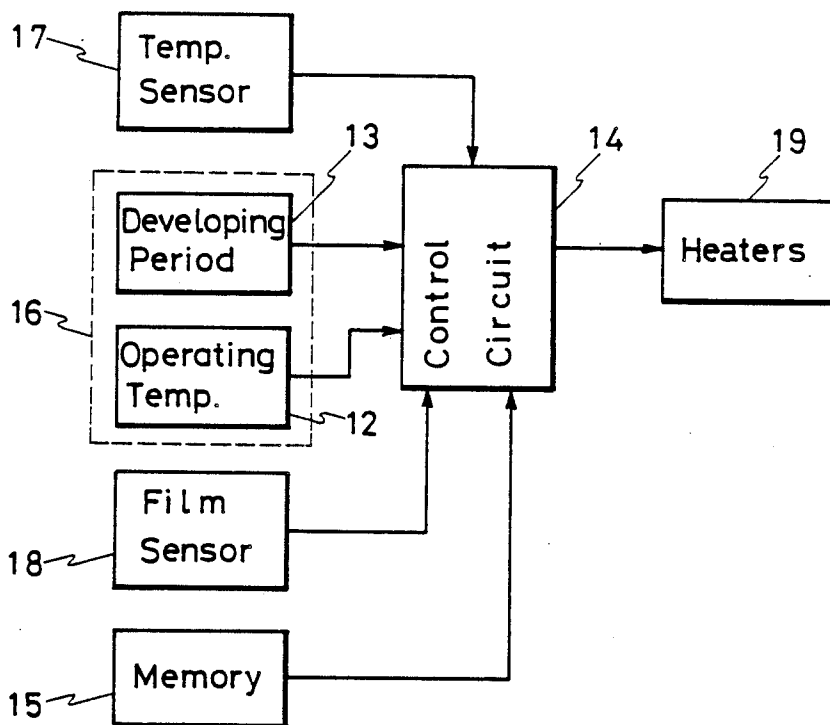 17
Temp.
Sensor
13
Developing
Period
16
Operating
Temp.
12
14
Control
Circuit
19
Heaters
Film
Sensor
18
Memory
15